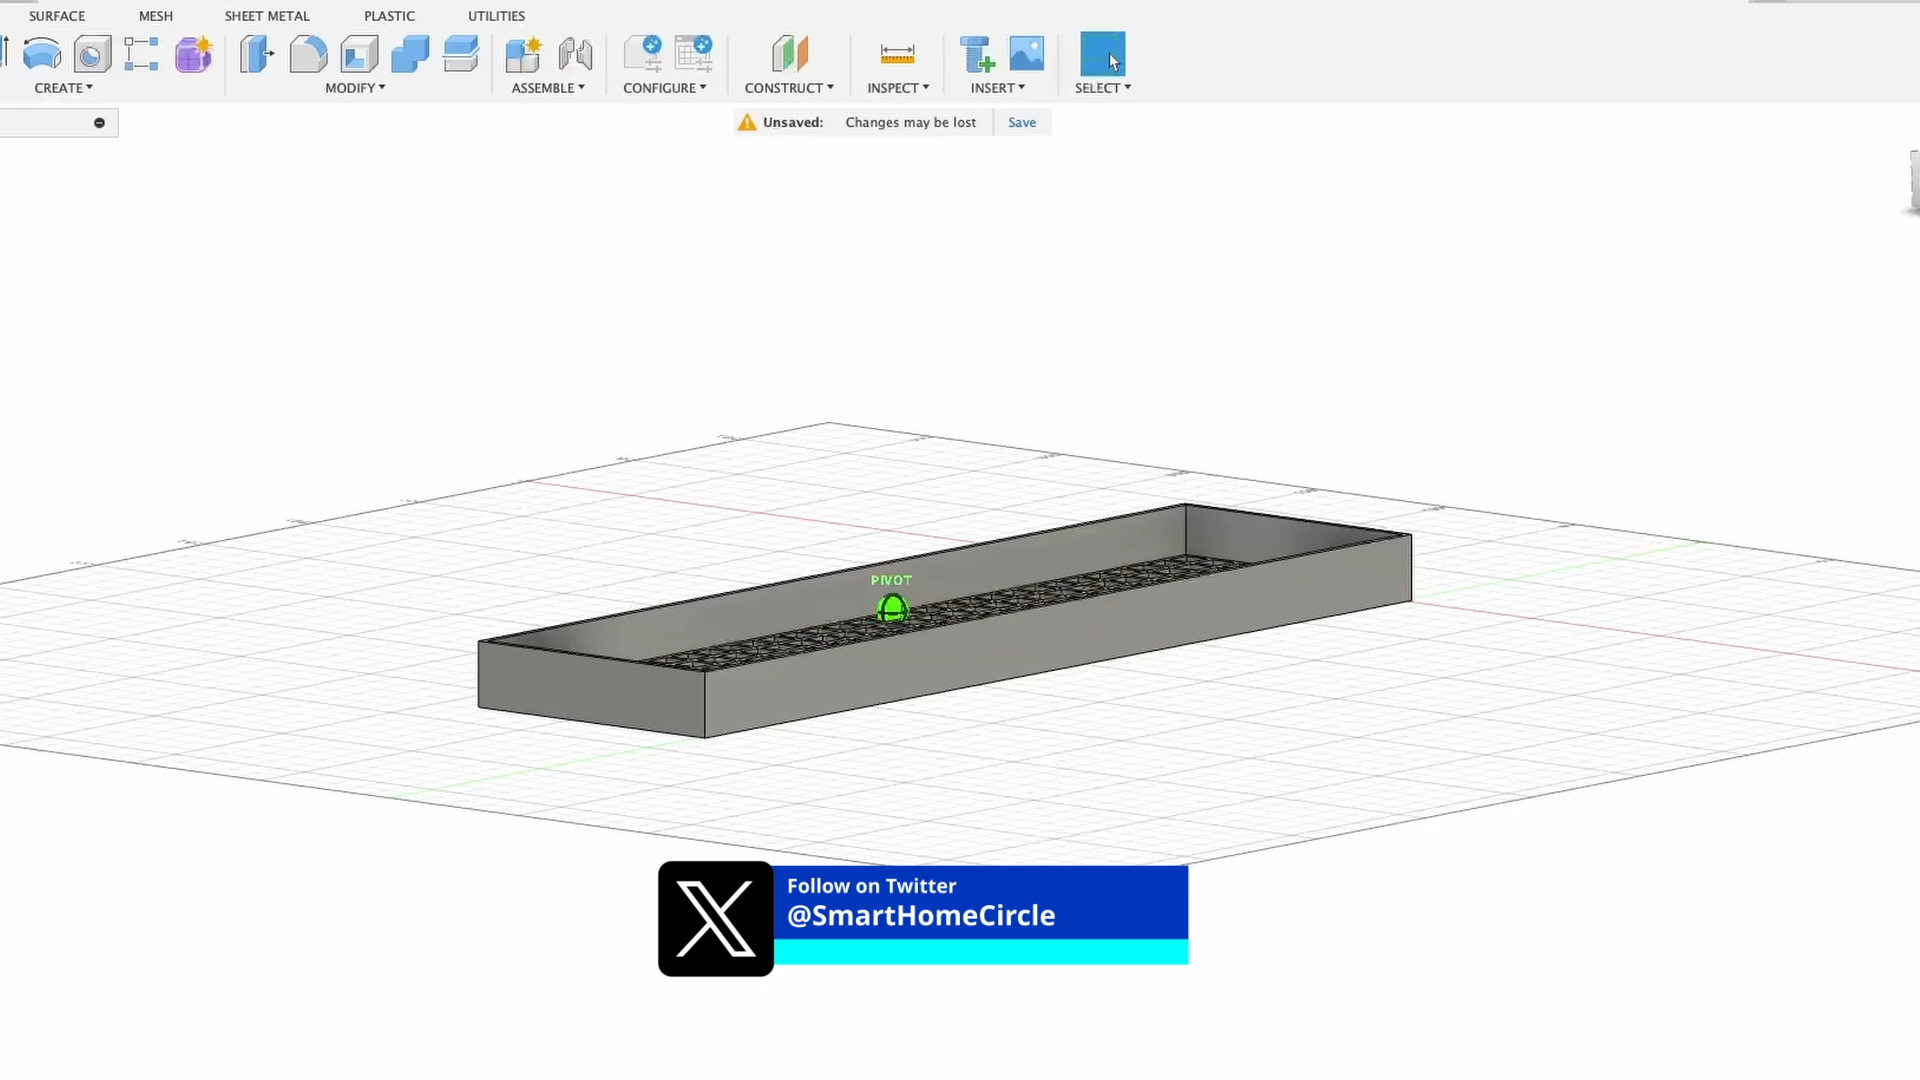 SURFACE MESH SHEET METAL PLASTIC UTILITIES
CREATE MODIFY ASSEMBLE CONFIGURE CONSTRUCT INSPECT INSERT SELECT
Unsaved: Changes may be lost Save
PIVOT
Follow on Twitter
@SmartHomeCircle